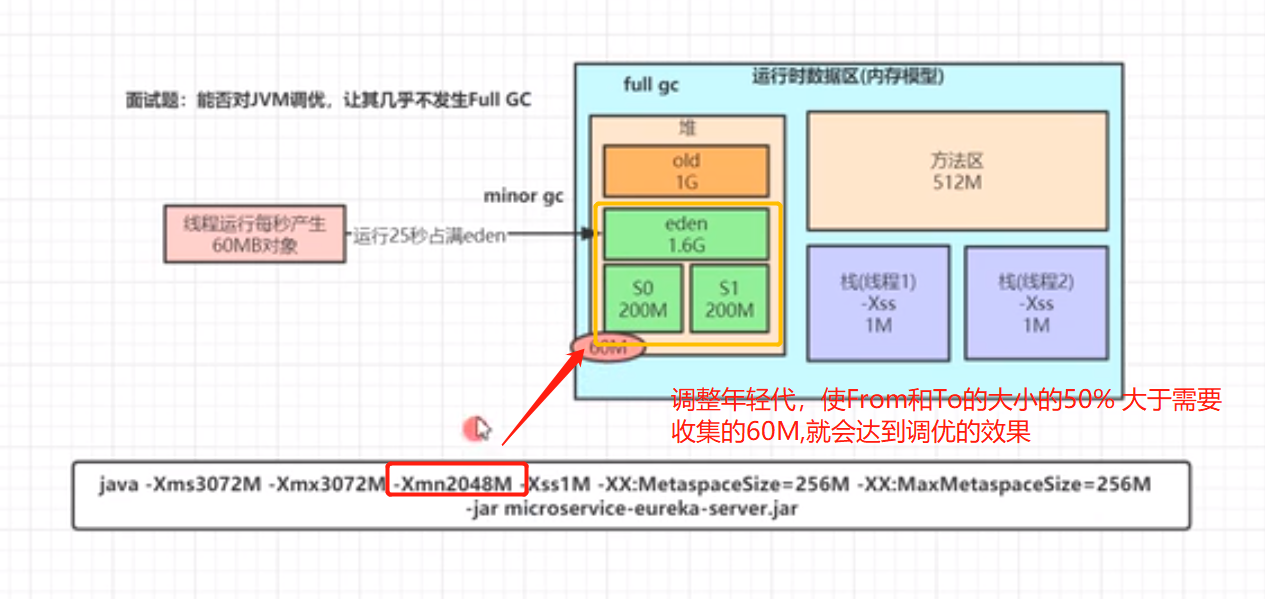 面试题：能否对JVM调优，让其几乎不发生Full GC
full gc
运行时数据区(内存模型)
堆
old
1G
minor gc
线程运行每秒产生
60MB对象
运行25秒占满eden
eden
1.6G
S0
200M
S1
200M
60M
方法区
512M
栈(线程1)
-Xss
1M
栈(线程2)
-Xss
1M
调整年轻代，使From和To的大小的50% 大于需要
收集的60M,就会达到调优的效果
java -Xms3072M -Xmx3072M -Xmn2048M -Xss1M -XX:MetaspaceSize=256M -XX:MaxMetaspaceSize=256M
-jar microservice-eureka-server.jar